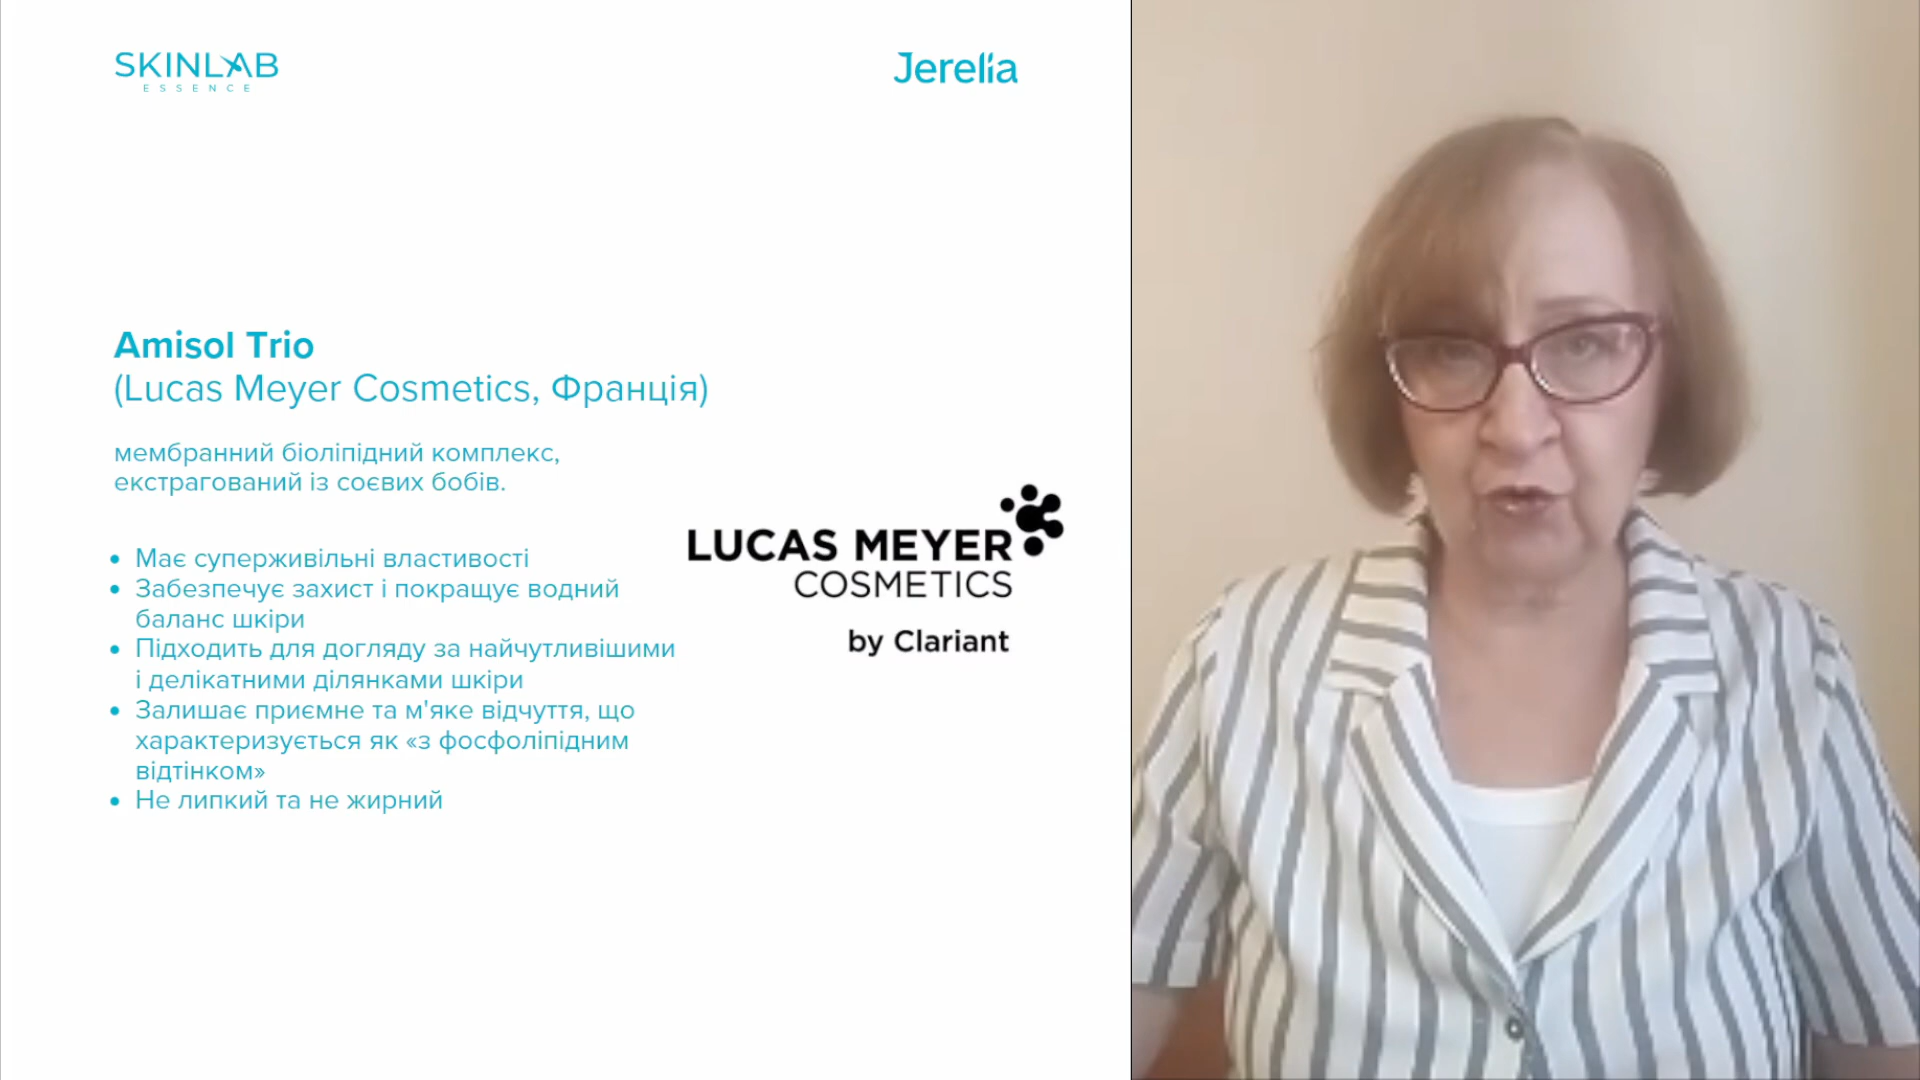 SKINLAB
ESSENCE
Jerelia
Amisol Trio
(Lucas Meyer Cosmetics, Франція)
мембранний біоліпідний комплекс,
екстрагований із соєвих бобів.
• Має суперживільні властивості
• Забезпечує захист і покращує водний
баланс шкіри
• Підходить для догляду за найчутливішими
і делікатними ділянками шкіри
• Залишає приємне та м'яке відчуття, що
характеризується як «з фосфоліпідним
відтінком»
• Не липкий та не жирний
LUCAS MEYER
COSMETICS
by Clariant